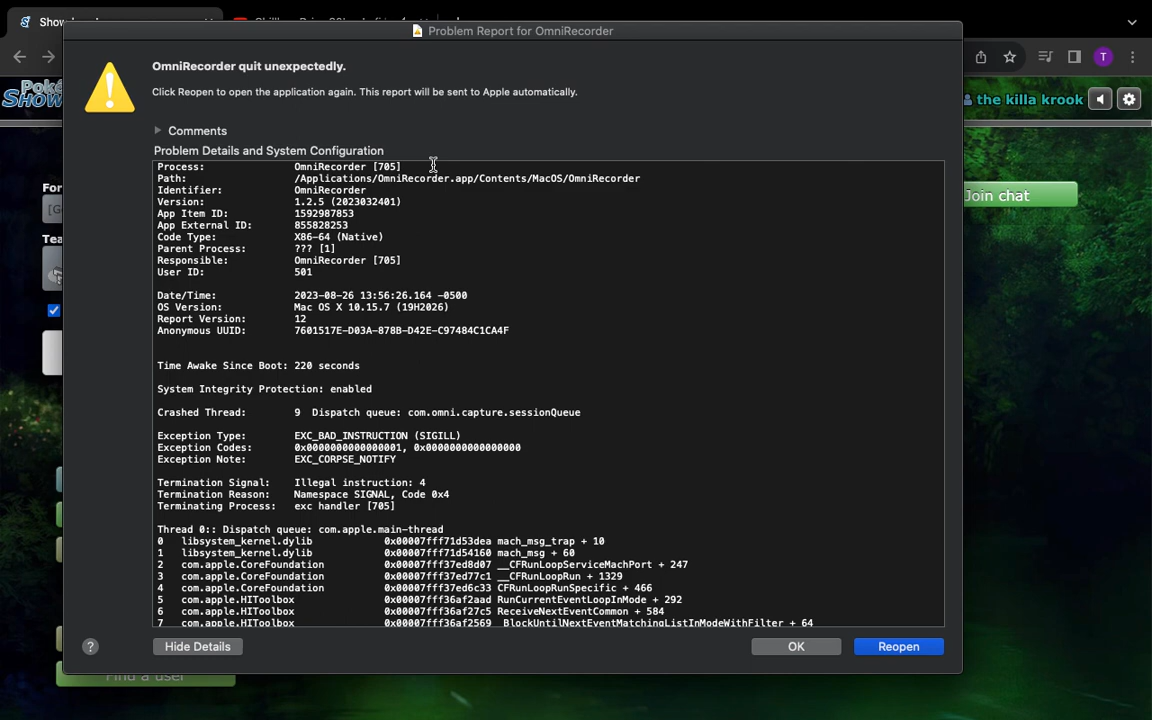 Show
Problem Report for OmniRecorder
T
OmniRecorder quit unexpectedly.
Click Reopen to open the application again. This report will be sent to Apple automatically.
Poké
SHOW
the killa krook
Comments
Problem Details and System Configuration
Process: OmniRecorder [705]
Path: /Applications/OmniRecorder.app/Contents/MacOS/OmniRecorder
Identifier: OmniRecorder
Version: 1.2.5 (2023032401)
App Item ID: 1592987853
App External ID: 855828253
Code Type: X86-64 (Native)
Parent Process: ??? [1]
Responsible: OmniRecorder [705]
User ID: 501
Date/Time: 2023-08-26 13:56:26.164 -0500
OS Version: Mac OS X 10.15.7 (19H2026)
Report Version: 12
Anonymous UUID: 7601517E-D03A-878B-D42E-C97484C1CA4F
Time Awake Since Boot: 220 seconds
System Integrity Protection: enabled
Crashed Thread: 9 Dispatch queue: com.omni.capture.sessionQueue
Exception Type: EXC_BAD_INSTRUCTION (SIGILL)
Exception Codes: 0x0000000000000001, 0x0000000000000000
Exception Note: EXC_CORPSE_NOTIFY
Termination Signal: Illegal instruction: 4
Termination Reason: Namespace SIGNAL, Code 0x4
Terminating Process: exc handler [705]
Thread 0:: Dispatch queue: com.apple.main-thread
0 libsystem_kernel.dylib 0x00007fff71d53dea mach_msg_trap + 10
1 libsystem_kernel.dylib 0x00007fff71d54160 mach_msg + 60
2 com.apple.CoreFoundation 0x00007fff37ed8d07 __CFRunLoopServiceMachPort + 247
3 com.apple.CoreFoundation 0x00007fff37ed77c1 __CFRunLoopRun + 1329
4 com.apple.CoreFoundation 0x00007fff37ed6c33 CFRunLoopRunSpecific + 466
5 com.apple.HIToolbox 0x00007fff36af2aad RunCurrentEventLoopInMode + 292
6 com.apple.HIToolbox 0x00007fff36af27c5 ReceiveNextEventCommon + 584
7 com.apple.HIToolbox 0x00007fff36af2569 _BlockUntilNextEventMatchingListInModeWithFilter + 64
For
[G
Tea
Join chat
? Hide Details OK Reopen
Find a user